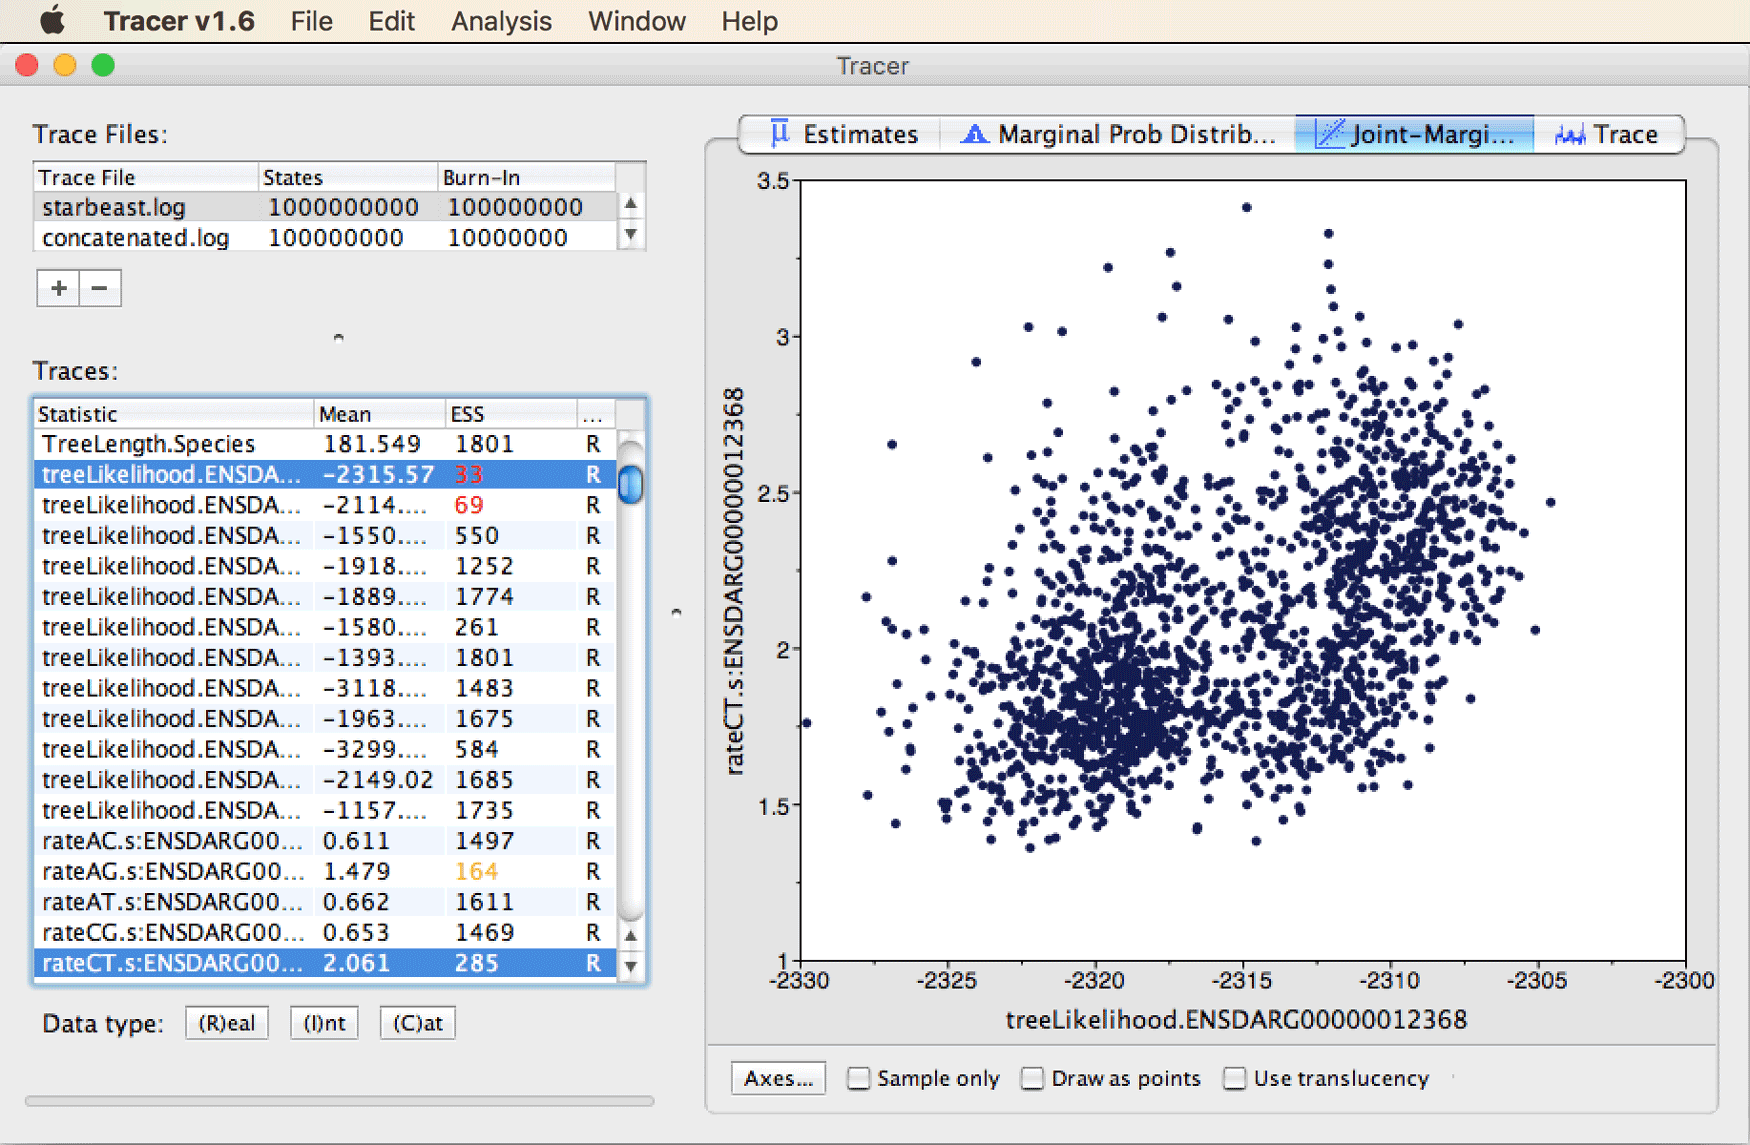 Tracer v1.6 File Edit Analysis Window Help
Tracer
Trace Files:
Trace File States Burn-In
starbeast.log 1000000000 100000000
concatenated.log 100000000 10000000
+ −
Traces:
Statistic Mean ESS ...
TreeLength.Species 181.549 1801 R
treeLikelihood.ENSDA... -2315.57 33 R
treeLikelihood.ENSDA... -2114.... 69 R
treeLikelihood.ENSDA... -1550.... 550 R
treeLikelihood.ENSDA... -1918.... 1252 R
treeLikelihood.ENSDA... -1889.... 1774 R
treeLikelihood.ENSDA... -1580.... 261 R
treeLikelihood.ENSDA... -1393.... 1801 R
treeLikelihood.ENSDA... -3118.... 1483 R
treeLikelihood.ENSDA... -1963.... 1675 R
treeLikelihood.ENSDA... -3299.... 584 R
treeLikelihood.ENSDA... -2149.02 1685 R
treeLikelihood.ENSDA... -1157.... 1735 R
rateAC.s:ENSDARG00... 0.611 1497 R
rateAG.s:ENSDARG00... 1.479 164 R
rateAT.s:ENSDARG00... 0.662 1611 R
rateCG.s:ENSDARG00... 0.653 1469 R
rateCT.s:ENSDARG00... 2.061 285 R
Data type: (R)eal (I)nt (C)at
Estimates Marginal Prob Distrib... Joint-Margi... Trace
3.5
3
2.5
2
1.5
1
rateCT.s:ENSDARG00000012368
-2330 -2325 -2320 -2315 -2310 -2305 -2300
treeLikelihood.ENSDARG00000012368
Axes... Sample only Draw as points Use translucency